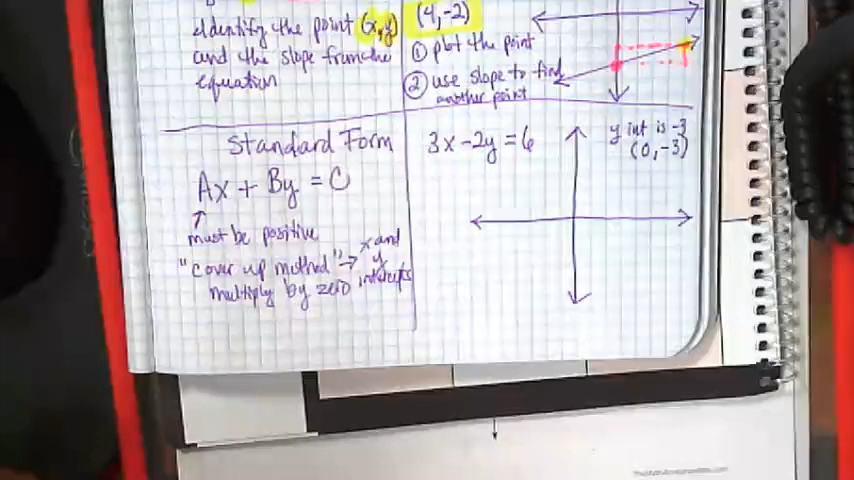 Identify the point (x,y)
and the slope from the
equation
(4,-2)
① plot the point
② use slope to find
another point
Standard Form
Ax + By = C
must be positive
"cover up method" → x and
y
multiply by zero intercepts
3x -2y = 6
y int is -3
(0,-3)